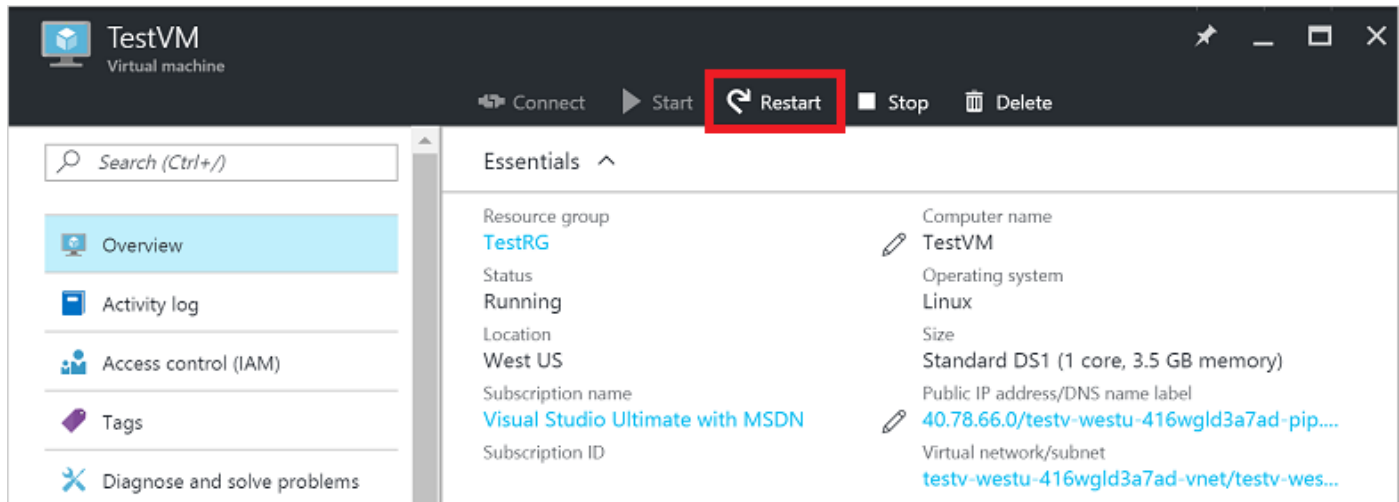 TestVM
Virtual machine
Connect Start Restart Stop Delete
Search (Ctrl+/)
Overview
Activity log
Access control (IAM)
Tags
Diagnose and solve problems
Essentials
Resource group
TestRG
Status
Running
Location
West US
Subscription name
Visual Studio Ultimate with MSDN
Subscription ID
Computer name
TestVM
Operating system
Linux
Size
Standard DS1 (1 core, 3.5 GB memory)
Public IP address/DNS name label
40.78.66.0/testv-westu-416wgld3a7ad-pip....
Virtual network/subnet
testv-westu-416wgld3a7ad-vnet/testv-wes...